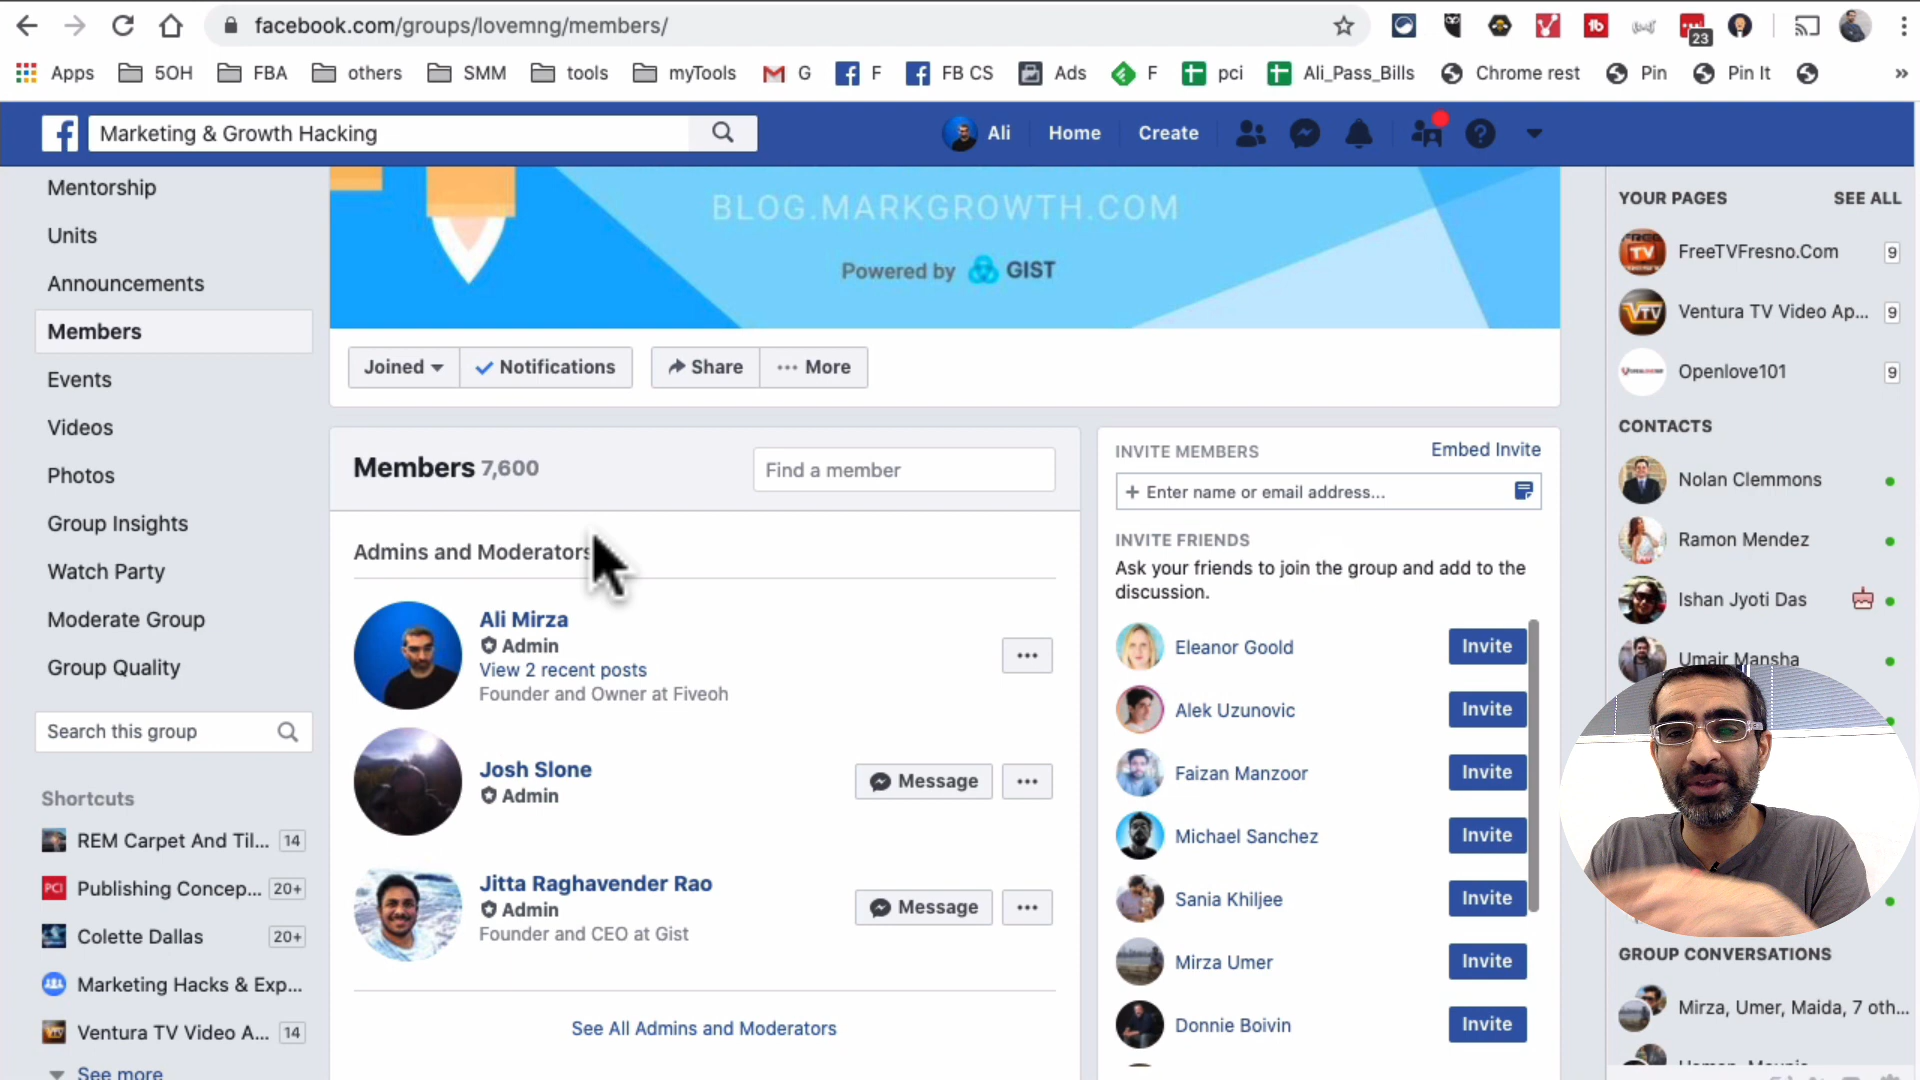 facebook.com/groups/lovemng/members/
23
Apps 5OH FBA others SMM tools myTools G F FB CS Ads F pci Ali_Pass_Bills Chrome rest Pin Pin It »
Marketing & Growth Hacking
Ali Home Create
Mentorship
Units
Announcements
Members
Events
Videos
Photos
Group Insights
Watch Party
Moderate Group
Group Quality
Search this group
Shortcuts
REM Carpet And Til... 14
PCI Publishing Concep... 20+
Colette Dallas 20+
Marketing Hacks & Exp...
Ventura TV Video A... 14
See more
BLOG.MARKGROWTH.COM
Powered by GIST
Joined Notifications Share ··· More
Members 7,600
Find a member
Admins and Moderators
Ali Mirza
Admin
View 2 recent posts
Founder and Owner at Fiveoh
Josh Slone
Admin
Message
Jitta Raghavender Rao
Admin
Founder and CEO at Gist
Message
See All Admins and Moderators
INVITE MEMBERS Embed Invite
+ Enter name or email address...
INVITE FRIENDS
Ask your friends to join the group and add to the
discussion.
Eleanor Goold Invite
Alek Uzunovic Invite
Faizan Manzoor Invite
Michael Sanchez Invite
Sania Khiljee Invite
Mirza Umer Invite
Donnie Boivin Invite
YOUR PAGES SEE ALL
FreeTVFresno.Com 9
Ventura TV Video Ap... 9
Openlove101 9
CONTACTS
Nolan Clemmons
Ramon Mendez
Ishan Jyoti Das
Umair Mansha
GROUP CONVERSATIONS
Mirza, Umer, Maida, 7 oth...